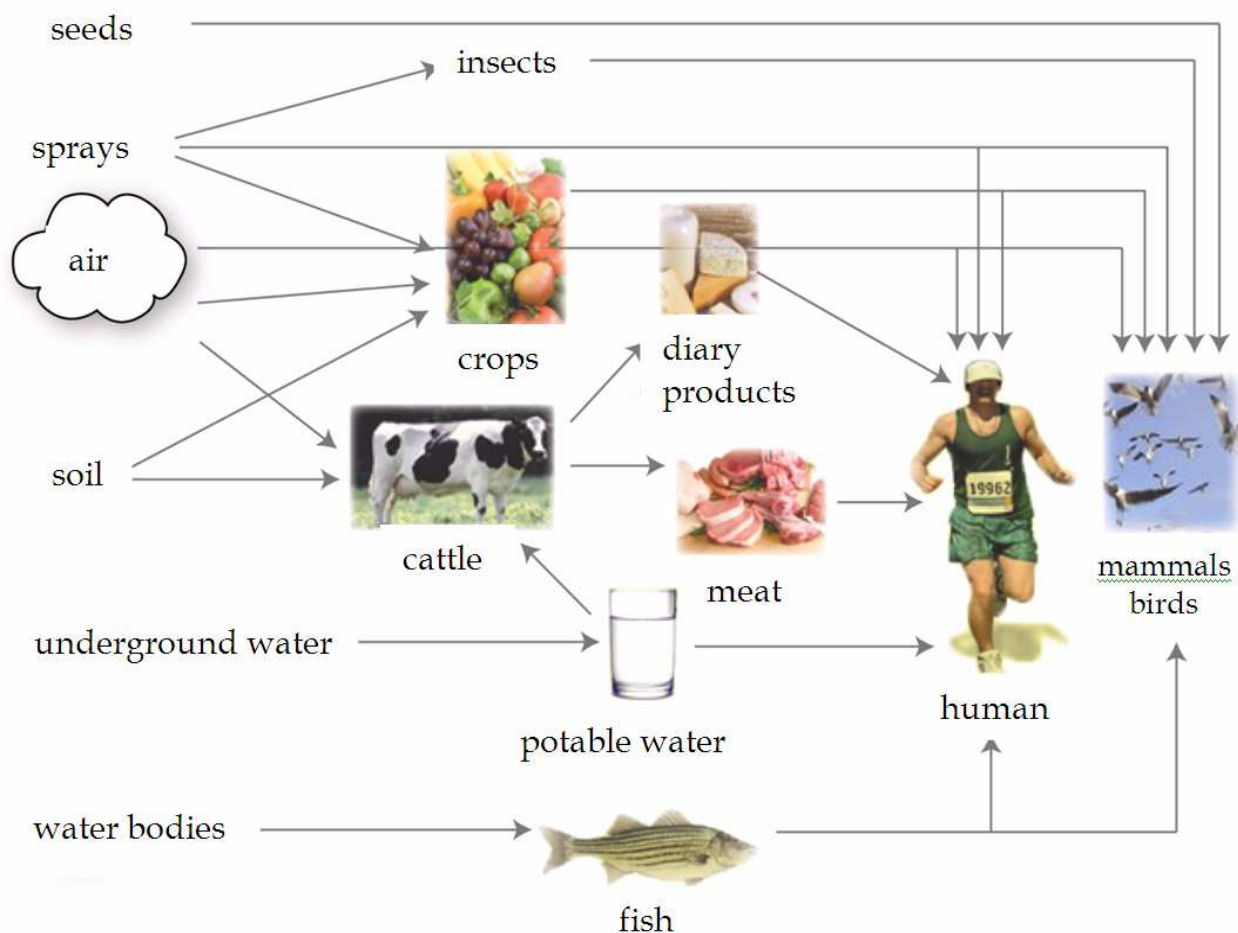 seeds
insects
sprays
air
crops
diary
products
soil
cattle
19962
meat
mammals
birds
underground water
human
potable water
water bodies
fish